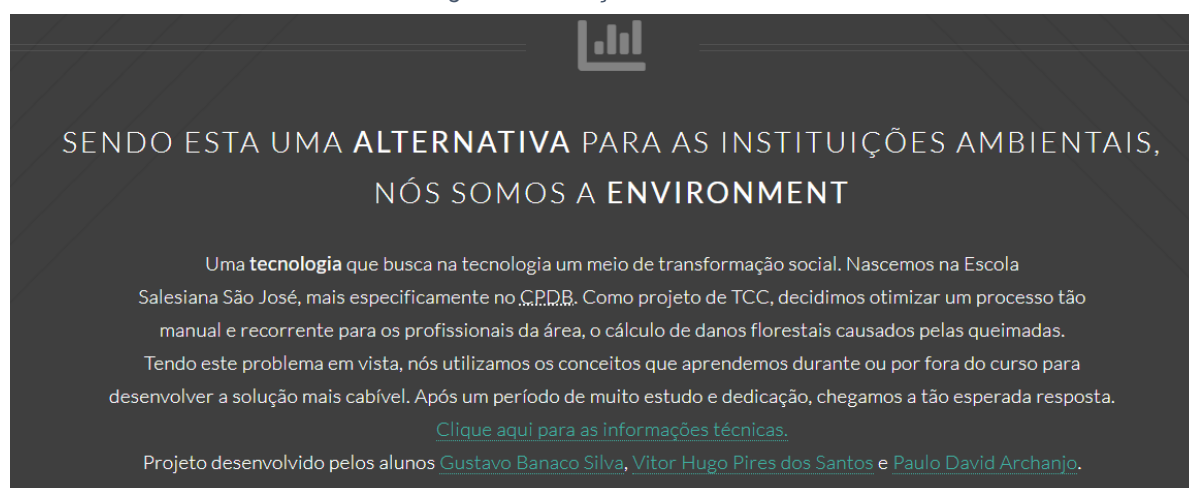 SENDO ESTA UMA ALTERNATIVA PARA AS INSTITUIÇÕES AMBIENTAIS,
NÓS SOMOS A ENVIRONMENT
Uma tecnologia que busca na tecnologia um meio de transformação social. Nascemos na Escola
Salesiana São José, mais especificamente no CPDB. Como projeto de TCC, decidimos otimizar um processo tão
manual e recorrente para os profissionais da área, o cálculo de danos florestais causados pelas queimadas.
Tendo este problema em vista, nós utilizamos os conceitos que aprendemos durante ou por fora do curso para
desenvolver a solução mais cabível. Após um período de muito estudo e dedicação, chegamos a tão esperada resposta.
Clique aqui para as informações técnicas.
Projeto desenvolvido pelos alunos Gustavo Banaco Silva, Vitor Hugo Pires dos Santos e Paulo David Archanjo.